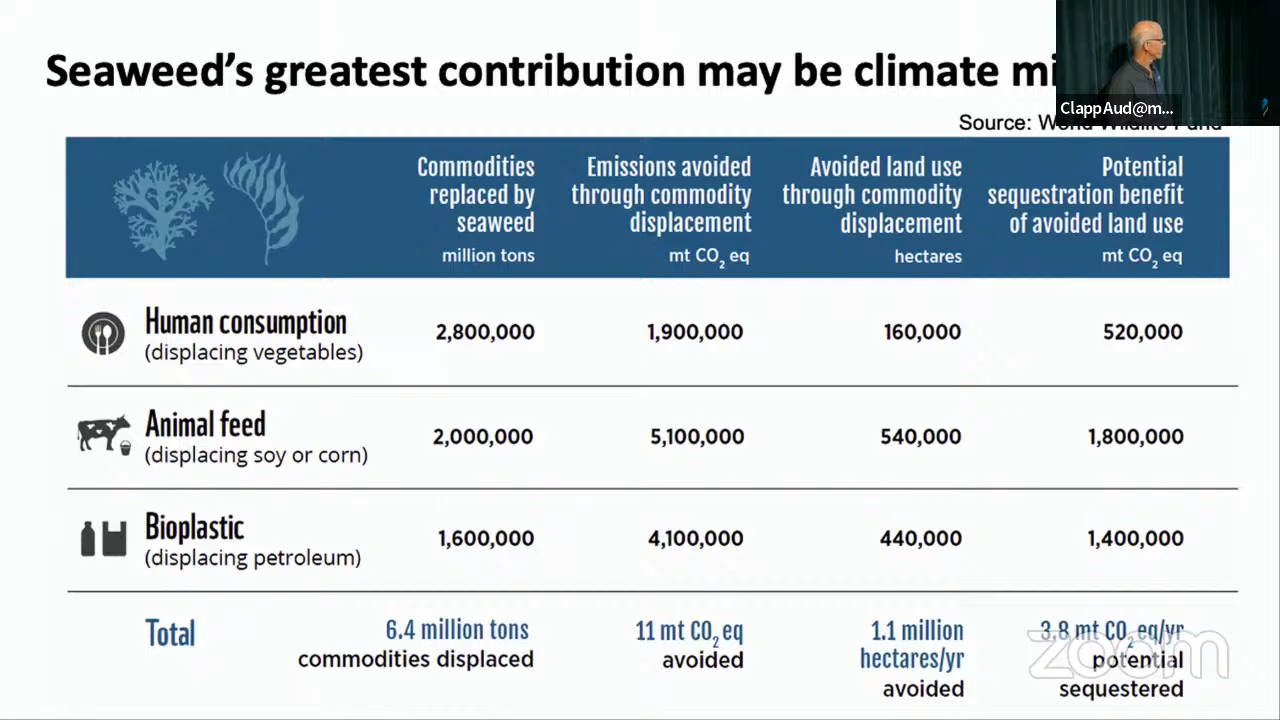 Seaweed's greatest contribution may be climate mi
ClappAud@m...
Source: World Wildlife Fund
Commodities replaced by seaweed
million tons
Emissions avoided through commodity displacement
mt CO₂ eq
Avoided land use through commodity displacement
hectares
Potential sequestration benefit of avoided land use
mt CO₂ eq
Human consumption
(displacing vegetables)
2,800,000
1,900,000
160,000
520,000
Animal feed
(displacing soy or corn)
2,000,000
5,100,000
540,000
1,800,000
Bioplastic
(displacing petroleum)
1,600,000
4,100,000
440,000
1,400,000
Total
6.4 million tons
commodities displaced
11 mt CO₂ eq
avoided
1.1 million
hectares/yr
avoided
3.8 mt CO₂ eq/yr
potential
sequestered
zoom